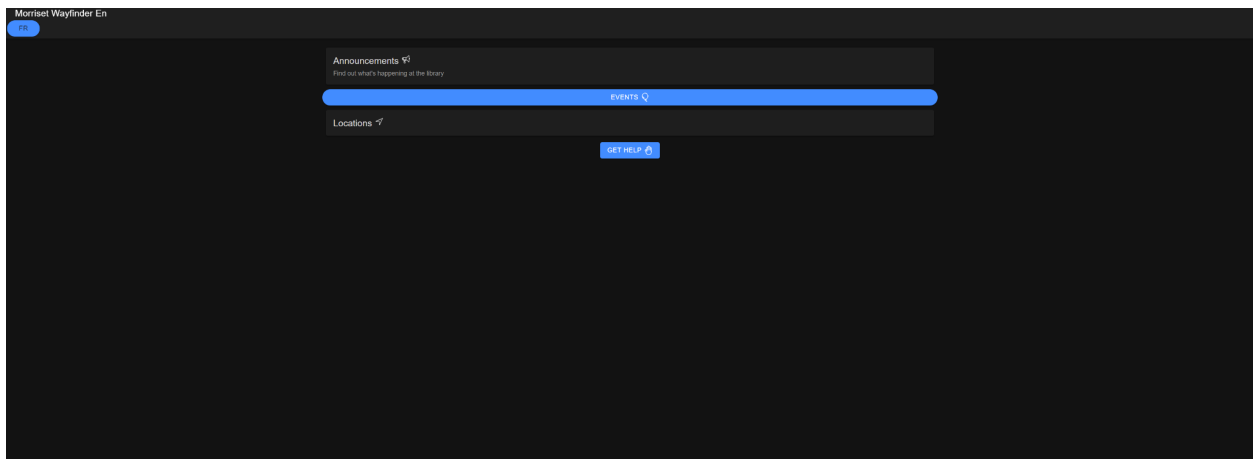 Morriset Wayfinder En
FR
Announcements
Find out what's happening at the library
EVENTS
Locations
GET HELP